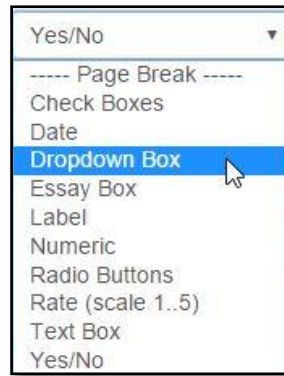 Yes/No
----- Page Break -----
Check Boxes
Date
Dropdown Box
Essay Box
Label
Numeric
Radio Buttons
Rate (scale 1..5)
Text Box
Yes/No